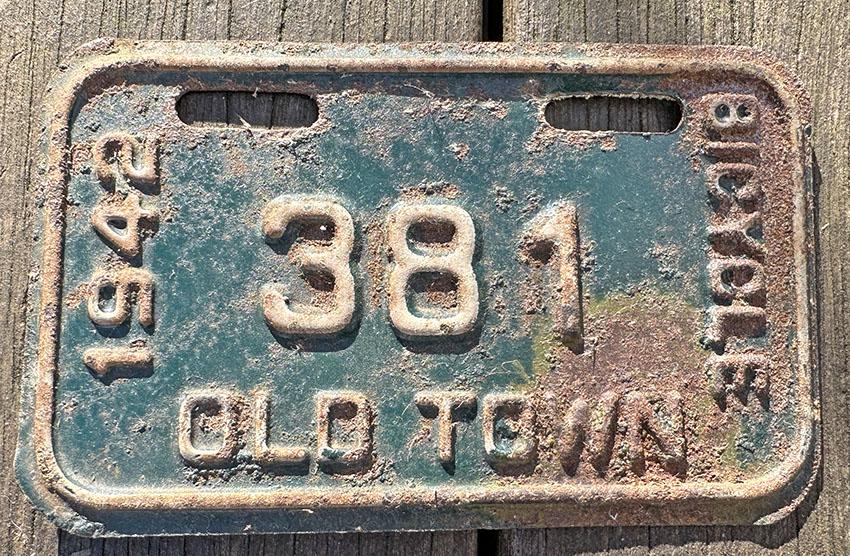 1942
381
BICYCLE
OLD TOWN